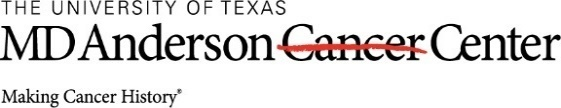 THE UNIVERSITY OF TEXAS
MD Anderson Cancer Center
Making Cancer History®